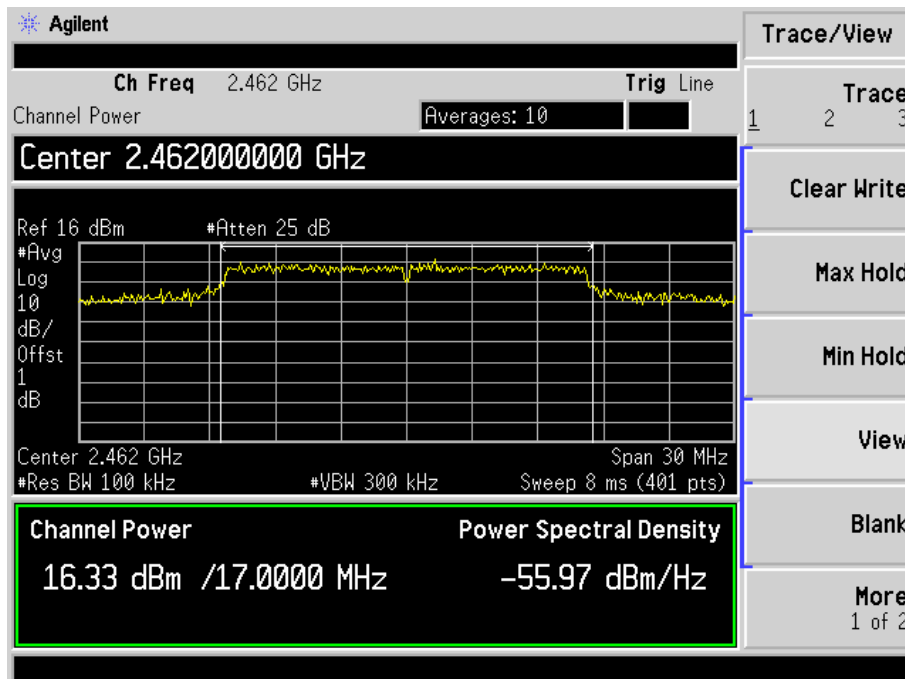 Agilent
Trace/View
Ch Freq 2.462 GHz Trig Line
Channel Power Averages: 10
Trace
1 2 3
Center 2.462000000 GHz
Clear Write
Ref 16 dBm #Atten 25 dB
#Avg
Log
10
dB/
Offst
1
dB
Max Hold
Min Hold
View
Center 2.462 GHz Span 30 MHz
#Res BW 100 kHz #VBW 300 kHz Sweep 8 ms (401 pts)
Channel Power Power Spectral Density
16.33 dBm /17.0000 MHz -55.97 dBm/Hz
Blank
More
1 of 2